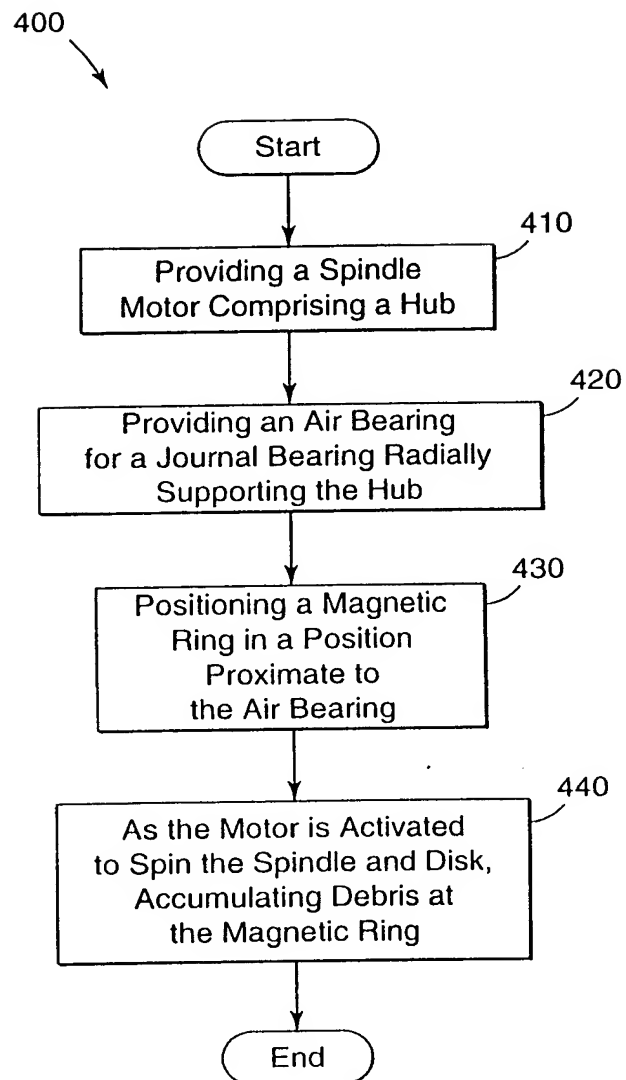 400
Start
410
Providing a Spindle
Motor Comprising a Hub
420
Providing an Air Bearing
for a Journal Bearing Radially
Supporting the Hub
430
Positioning a Magnetic
Ring in a Position
Proximate to
the Air Bearing
440
As the Motor is Activated
to Spin the Spindle and Disk,
Accumulating Debris at
the Magnetic Ring
End